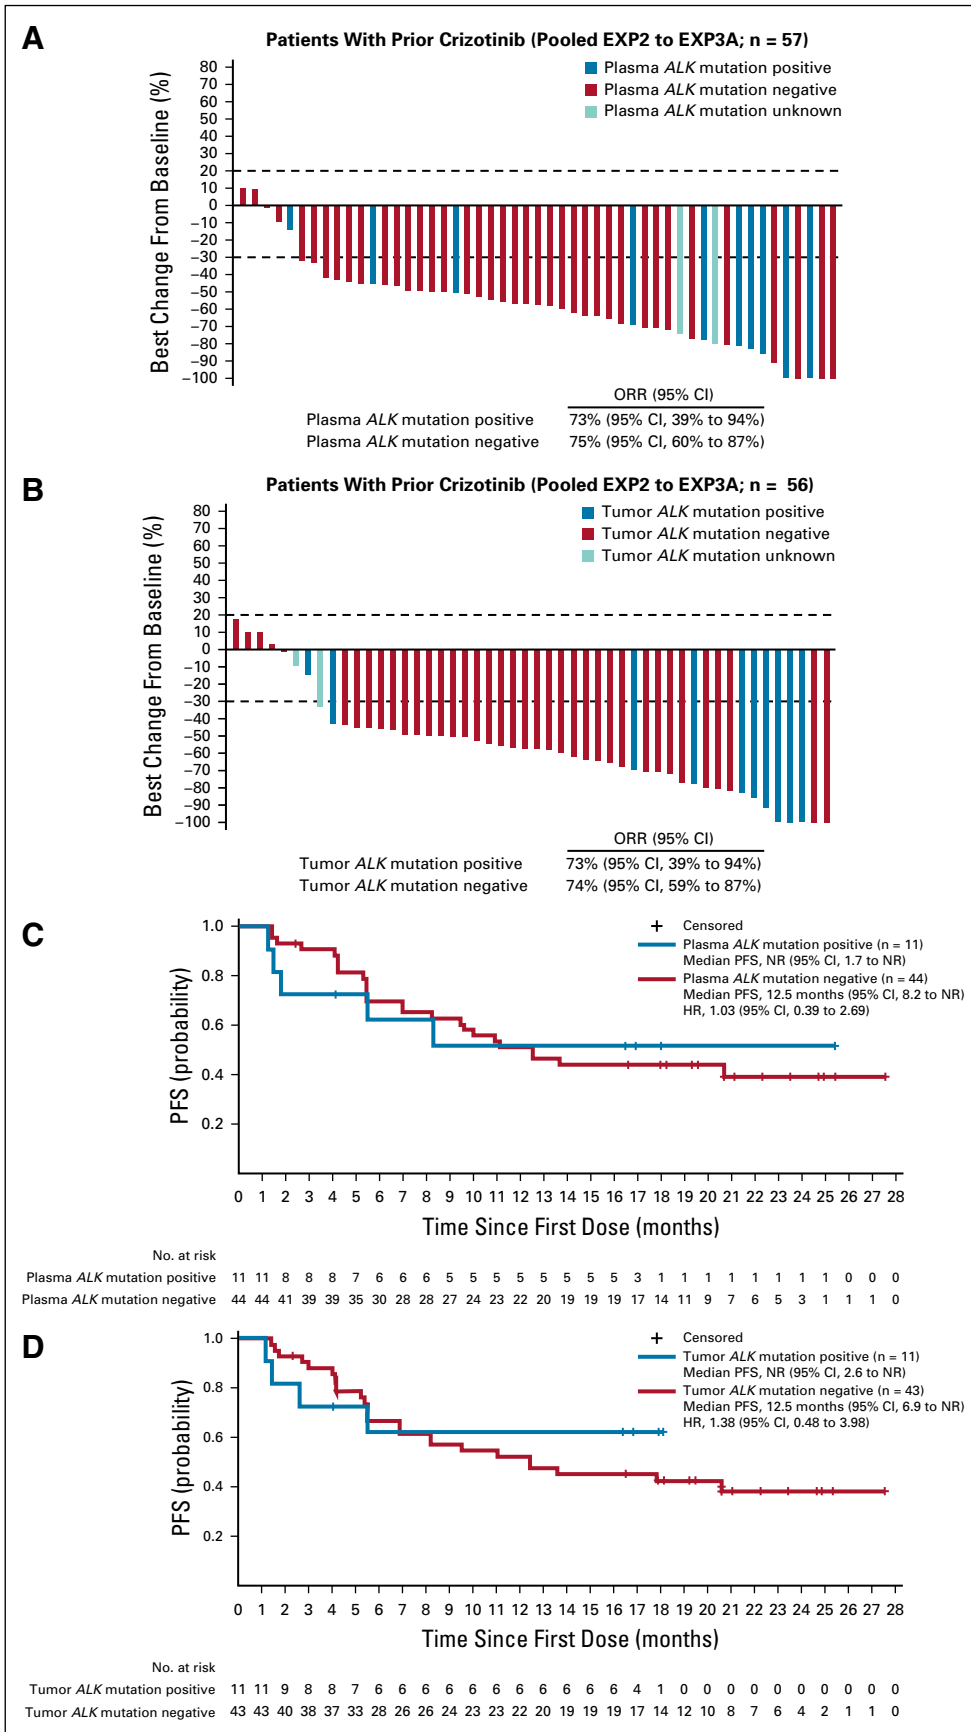 A
Patients With Prior Crizotinib (Pooled EXP2 to EXP3A; n = 57)
Plasma ALK mutation positive
Plasma ALK mutation negative
Plasma ALK mutation unknown
Best Change From Baseline (%)
80
70
60
50
40
30
20
10
0
–10
–20
–30
–40
–50
–60
–70
–80
–90
–100
ORR (95% CI)
Plasma ALK mutation positive 73% (95% CI, 39% to 94%)
Plasma ALK mutation negative 75% (95% CI, 60% to 87%)
B
Patients With Prior Crizotinib (Pooled EXP2 to EXP3A; n = 56)
Tumor ALK mutation positive
Tumor ALK mutation negative
Tumor ALK mutation unknown
Best Change From Baseline (%)
80
70
60
50
40
30
20
10
0
–10
–20
–30
–40
–50
–60
–70
–80
–90
–100
ORR (95% CI)
Tumor ALK mutation positive 73% (95% CI, 39% to 94%)
Tumor ALK mutation negative 74% (95% CI, 59% to 87%)
C
Censored
Plasma ALK mutation positive (n = 11)
Median PFS, NR (95% CI, 1.7 to NR)
Plasma ALK mutation negative (n = 44)
Median PFS, 12.5 months (95% CI, 8.2 to NR)
HR, 1.03 (95% CI, 0.39 to 2.69)
PFS (probability)
1.0
0.8
0.6
0.4
0.2
0 1 2 3 4 5 6 7 8 9 10 11 12 13 14 15 16 17 18 19 20 21 22 23 24 25 26 27 28
Time Since First Dose (months)
No. at risk
Plasma ALK mutation positive 11 11 8 8 8 7 6 6 6 5 5 5 5 5 5 5 5 3 1 1 1 1 1 1 1 1 0 0 0
Plasma ALK mutation negative 44 44 41 39 39 35 30 28 28 27 24 23 22 20 19 19 19 17 14 11 9 7 6 5 3 1 1 1 0
D
Censored
Tumor ALK mutation positive (n = 11)
Median PFS, NR (95% CI, 2.6 to NR)
Tumor ALK mutation negative (n = 43)
Median PFS, 12.5 months (95% CI, 6.9 to NR)
HR, 1.38 (95% CI, 0.48 to 3.98)
PFS (probability)
1.0
0.8
0.6
0.4
0.2
0 1 2 3 4 5 6 7 8 9 10 11 12 13 14 15 16 17 18 19 20 21 22 23 24 25 26 27 28
Time Since First Dose (months)
No. at risk
Tumor ALK mutation positive 11 11 9 8 8 7 6 6 6 6 6 6 6 6 6 6 6 4 1 0 0 0 0 0 0 0 0 0 0
Tumor ALK mutation negative 43 43 40 38 37 33 28 26 26 24 23 23 22 20 19 19 19 17 14 12 10 8 7 6 4 2 1 1 0